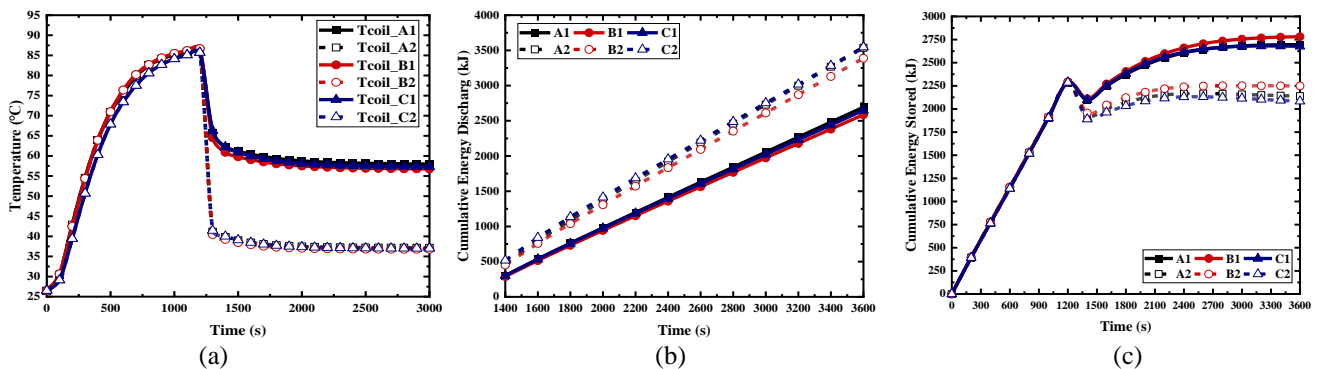 Temperature (°C)
95
90
85
80
75
70
65
60
55
50
45
40
35
30
25
0 500 1000 1500 2000 2500 3000
Time (s)
Tcoil_A1
Tcoil_A2
Tcoil_B1
Tcoil_B2
Tcoil_C1
Tcoil_C2
(a)
Cumulative Energy Discharg (kJ)
4000
3500
3000
2500
2000
1500
1000
500
0
1400 1600 1800 2000 2200 2400 2600 2800 3000 3200 3400 3600
Time (s)
A1 B1 C1
A2 B2 C2
(b)
Cumulative Energy Stored (kJ)
3000
2750
2500
2250
2000
1750
1500
1250
1000
750
500
250
0
0 300 600 900 1200 1500 1800 2100 2400 2700 3000 3300 3600
Time (s)
A1 B1 C1
A2 B2 C2
(c)